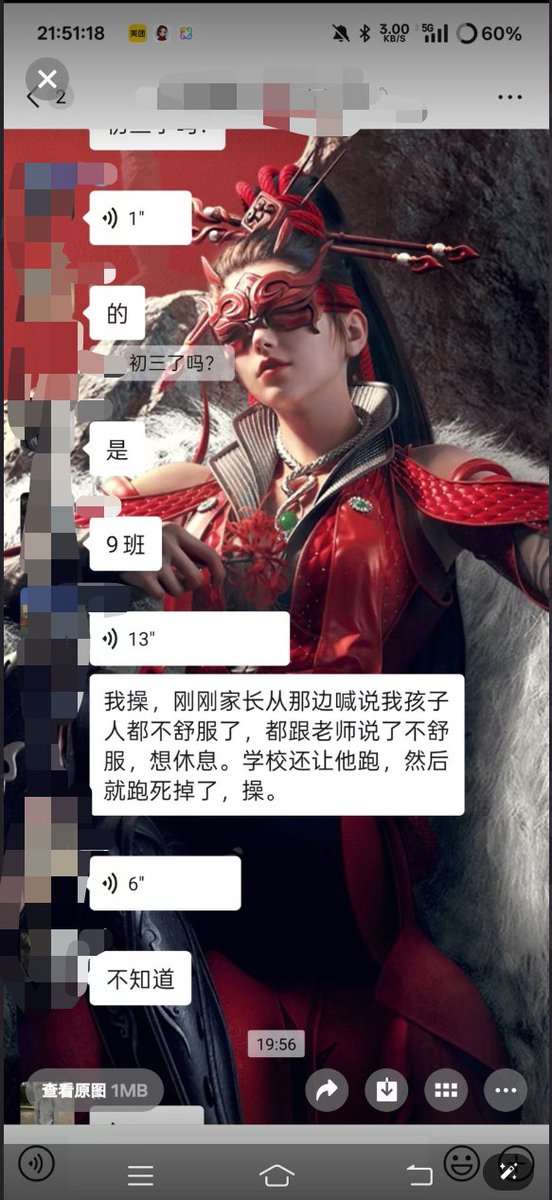 21:51:18
美团
3.00
KB/S
5G
60%
2
初三了吗?
1"
的
初三了吗?
是
9班
13"
我操，刚刚家长从那边喊说我孩子
人都不舒服了，都跟老师说了不舒
服，想休息。学校还让他跑，然后
就跑死掉了，操。
6"
不知道
19:56
查看原图 1MB